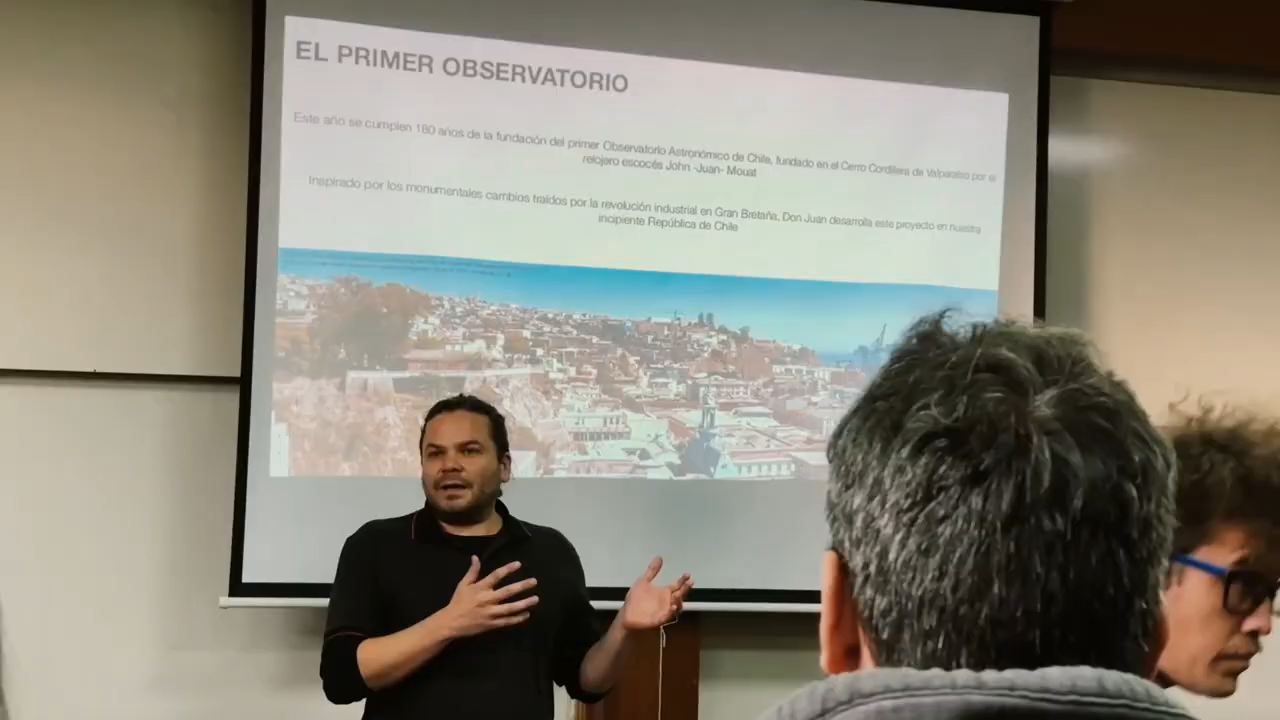 EL PRIMER OBSERVATORIO
Este año se cumplen 180 años de la fundación del primer Observatorio Astronómico de Chile, fundado en el Cerro Cordillera de Valparaíso por el
relojero escocés John -Juan- Mouat
Inspirado por los monumentales cambios traídos por la revolución industrial en Gran Bretaña, Don Juan desarrolla este proyecto en nuestra
incipiente República de Chile